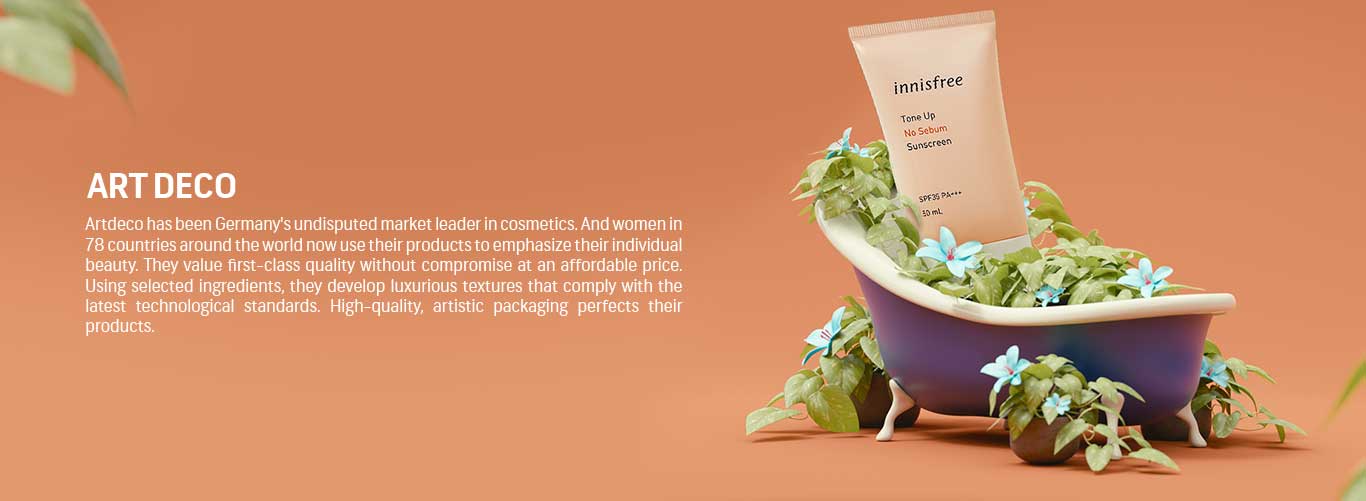 ART DECO
Artdeco has been Germany's undisputed market leader in cosmetics. And women in
78 countries around the world now use their products to emphasize their individual
beauty. They value first-class quality without compromise at an affordable price.
Using selected ingredients, they develop luxurious textures that comply with the
latest technological standards. High-quality, artistic packaging perfects their
products.
innisfree
Tone Up
No Sebum
Sunscreen
SPF35 PA+++
50 mL